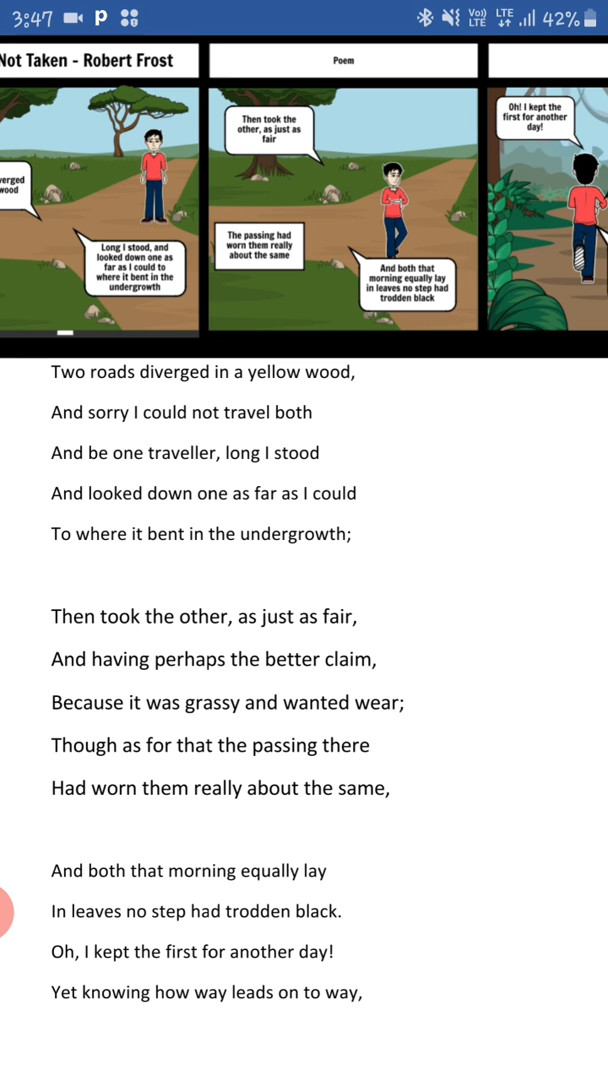 3:47
p
Vo))
LTE
LTE
42%
Not Taken - Robert Frost
Poem
verged
wood
Long I stood, and
looked down one as
far as I could to
where it bent in the
undergrowth
Then took the
other, as just as
fair
The passing had
worn them really
about the same
And both that
morning equally lay
in leaves no step had
trodden black
Oh! I kept the
first for another
day!
Two roads diverged in a yellow wood,
And sorry I could not travel both
And be one traveller, long I stood
And looked down one as far as I could
To where it bent in the undergrowth;
Then took the other, as just as fair,
And having perhaps the better claim,
Because it was grassy and wanted wear;
Though as for that the passing there
Had worn them really about the same,
And both that morning equally lay
In leaves no step had trodden black.
Oh, I kept the first for another day!
Yet knowing how way leads on to way,